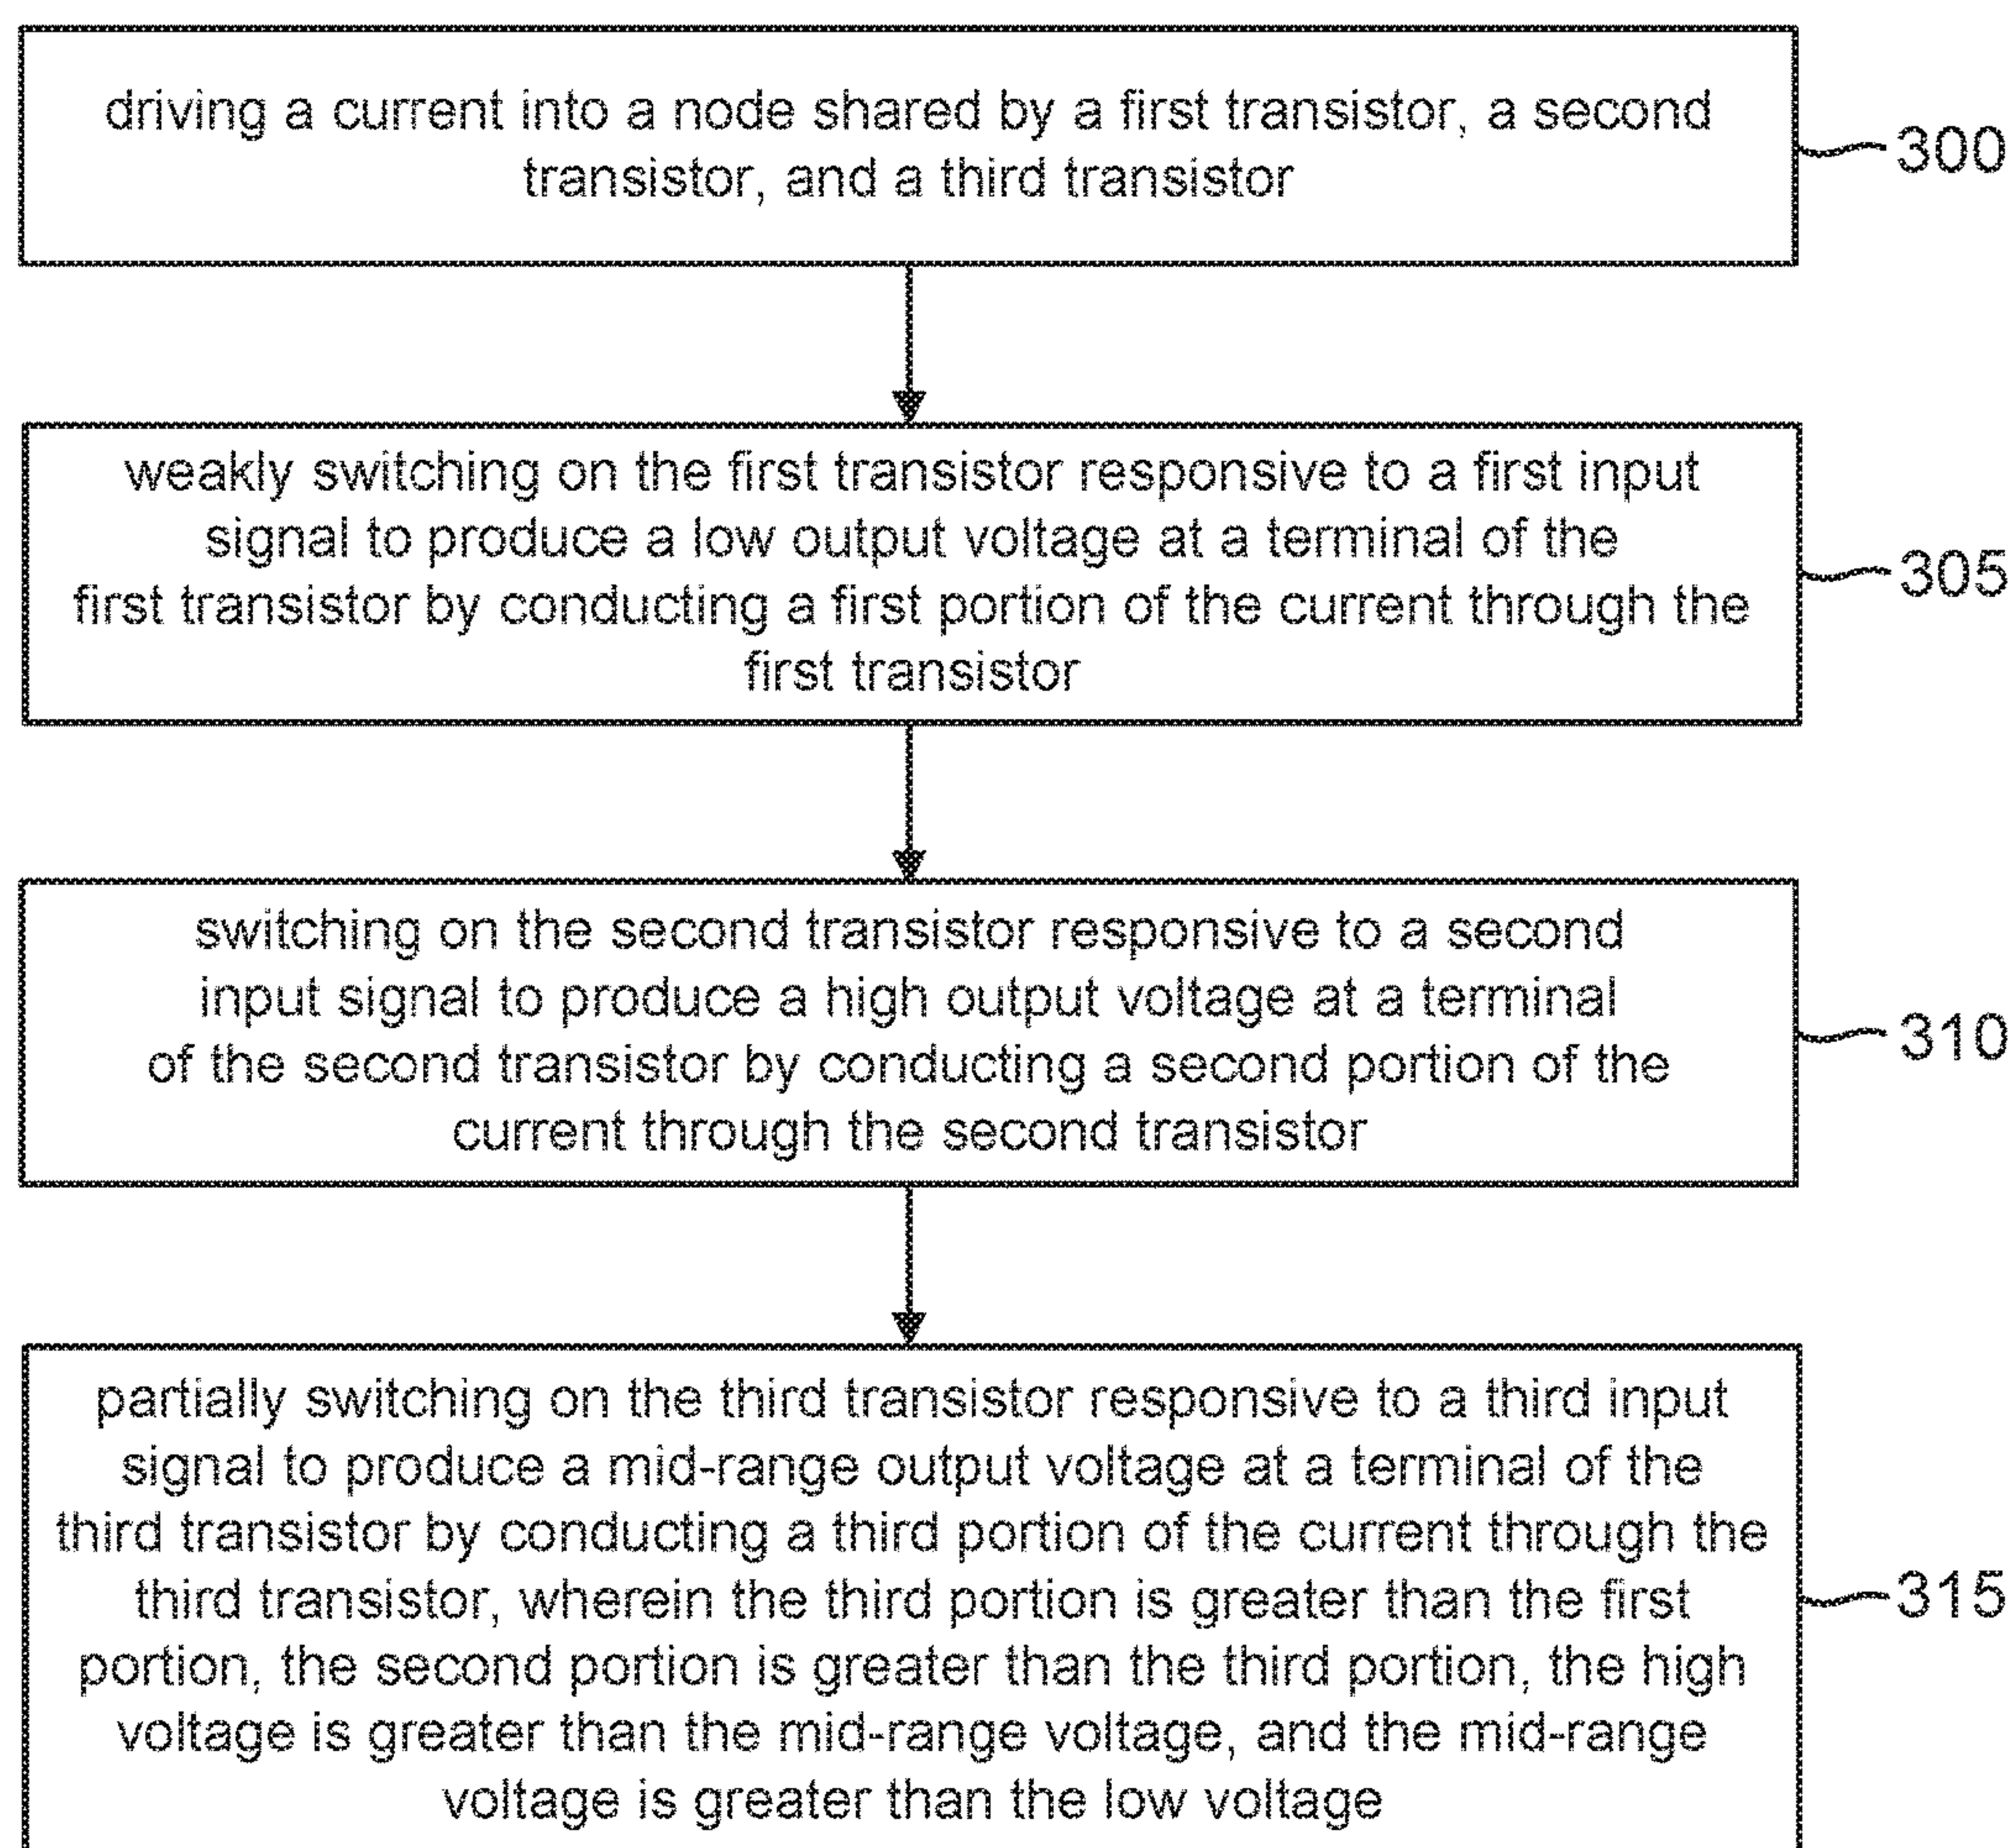 driving a current into a node shared by a first transistor, a second
transistor, and a third transistor
300
weakly switching on the first transistor responsive to a first input
signal to produce a low output voltage at a terminal of the
first transistor by conducting a first portion of the current through the
first transistor
305
switching on the second transistor responsive to a second
input signal to produce a high output voltage at a terminal
of the second transistor by conducting a second portion of the
current through the second transistor
310
partially switching on the third transistor responsive to a third input
signal to produce a mid-range output voltage at a terminal of the
third transistor by conducting a third portion of the current through the
third transistor, wherein the third portion is greater than the first
portion, the second portion is greater than the third portion, the high
voltage is greater than the mid-range voltage, and the mid-range
voltage is greater than the low voltage
315